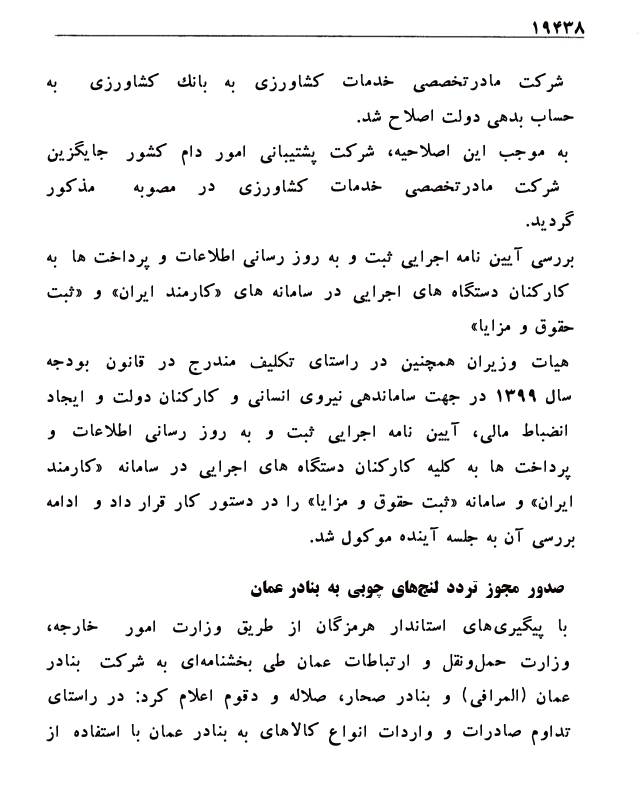 ۱۹۴۳۸
شرکت مادرتخصصی خدمات کشاورزی به بانك کشاورزی به
حساب بدهی دولت اصلاح شد.
به موجب این اصلاحیه، شرکت پشتیبانی امور دام کشور جایگزین
شرکت مادرتخصصی خدمات کشاورزی در مصوبه مذکور
گردید.
بررسی آیین نامه اجرایی ثبت و به روز رسانی اطلاعات و پرداخت ها به
کارکنان دستگاه های اجرایی در سامانه های «کارمند ایران» و «ثبت
حقوق و مزایا»
هیات وزیران همچنین در راستای تکلیف مندرج در قانون بودجه
سال ۱۳۹۹ در جهت ساماندهی نیروی انسانی و کارکنان دولت و ایجاد
انضباط مالی، آیین نامه اجرایی ثبت و به روز رسانی اطلاعات و
پرداخت ها به کلیه کارکنان دستگاه های اجرایی در سامانه «کارمند
ایران» و سامانه «ثبت حقوق و مزایا» را در دستور کار قرار داد و ادامه
بررسی آن به جلسه آینده موکول شد.
صدور مجوز تردد لنج‌های چوبی به بنادر عمان
با پیگیری‌های استاندار هرمزگان از طریق وزارت امور خارجه،
وزارت حمل‌ونقل و ارتباطات عمان طی بخشنامه‌ای به شرکت بنادر
عمان (المرافی) و بنادر صحار، صلاله و دقوم اعلام کرد: در راستای
تداوم صادرات و واردات انواع کالاهای به بنادر عمان با استفاده از